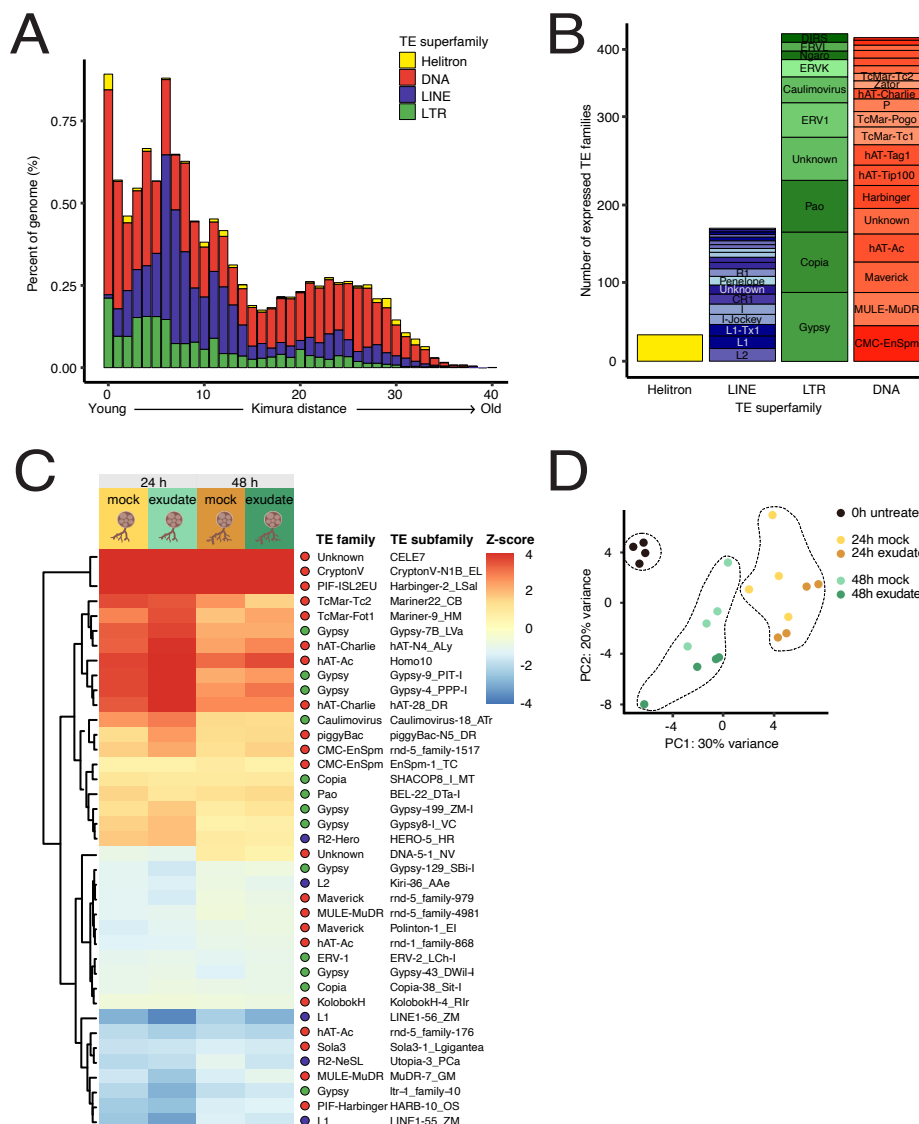 A
TE superfamily
Helitron
DNA
LINE
LTR
Percent of genome (%)
0.75
0.50
0.25
0.00
0 10 20 30 40
Young Kimura distance Old
B
Number of expressed TE families
400
300
200
100
0
DIRS
ERVL
Ngaro
ERVK
Caulimovirus
ERV1
Unknown
Pao
Copia
Gypsy
R1
Penelope
Unknown
CR1
I
I-Jockey
L1-Tx1
L1
L2
TcMar-Tc2
Zator
hAT-Charlie
P
TcMar-Pogo
TcMar-Tc1
hAT-Tag1
hAT-Tip100
Harbinger
Unknown
hAT-Ac
Maverick
MULE-MuDR
CMC-EnSpm
Helitron LINE LTR DNA
TE superfamily
C
24 h 48 h
mock exudate mock exudate
TE family TE subfamily Z-score
Unknown CELE7
CryptonV CryptonV-N1B_EL
PIF-ISL2EU Harbinger-2_LSal
TcMar-Tc2 Mariner22_CB
TcMar-Fot1 Mariner-9_HM
Gypsy Gypsy-7B_LVa
hAT-Charlie hAT-N4_ALy
hAT-Ac Homo10
Gypsy Gypsy-9_PIT-I
Gypsy Gypsy-4_PPP-I
hAT-Charlie hAT-28_DR
Caulimovirus Caulimovirus-18_ATr
piggyBac piggyBac-N5_DR
CMC-EnSpm rnd-5_family-1517
CMC-EnSpm EnSpm-1_TC
Copia SHACOP8_I_MT
Pao BEL-22_DTa-I
Gypsy Gypsy-199_ZM-I
Gypsy Gypsy8-I_VC
R2-Hero HERO-5_HR
Unknown DNA-5-1_NV
Gypsy Gypsy-129_SBi-I
L2 Kiri-36_AAe
Maverick rnd-5_family-979
MULE-MuDR rnd-5_family-4981
Maverick Polinton-1_EI
hAT-Ac rnd-1_family-868
ERV-1 ERV-2_LCh-I
Gypsy Gypsy-43_DWil-I
Copia Copia-38_Sit-I
KolobokH KolobokH-4_RIr
L1 LINE1-56_ZM
hAT-Ac rnd-5_family-176
Sola3 Sola3-1_Lgigantea
R2-NeSL Utopia-3_PCa
MULE-MuDR MuDR-7_GM
Gypsy ltr-1_family-10
PIF-Harbinger HARB-10_OS
L1 LINE1-55_ZM
4
2
0
-2
-4
D
0h untreate
24h mock
24h exudate
48h mock
48h exudate
PC2: 20% variance
4
0
-4
-8
-4 0 4
PC1: 30% variance